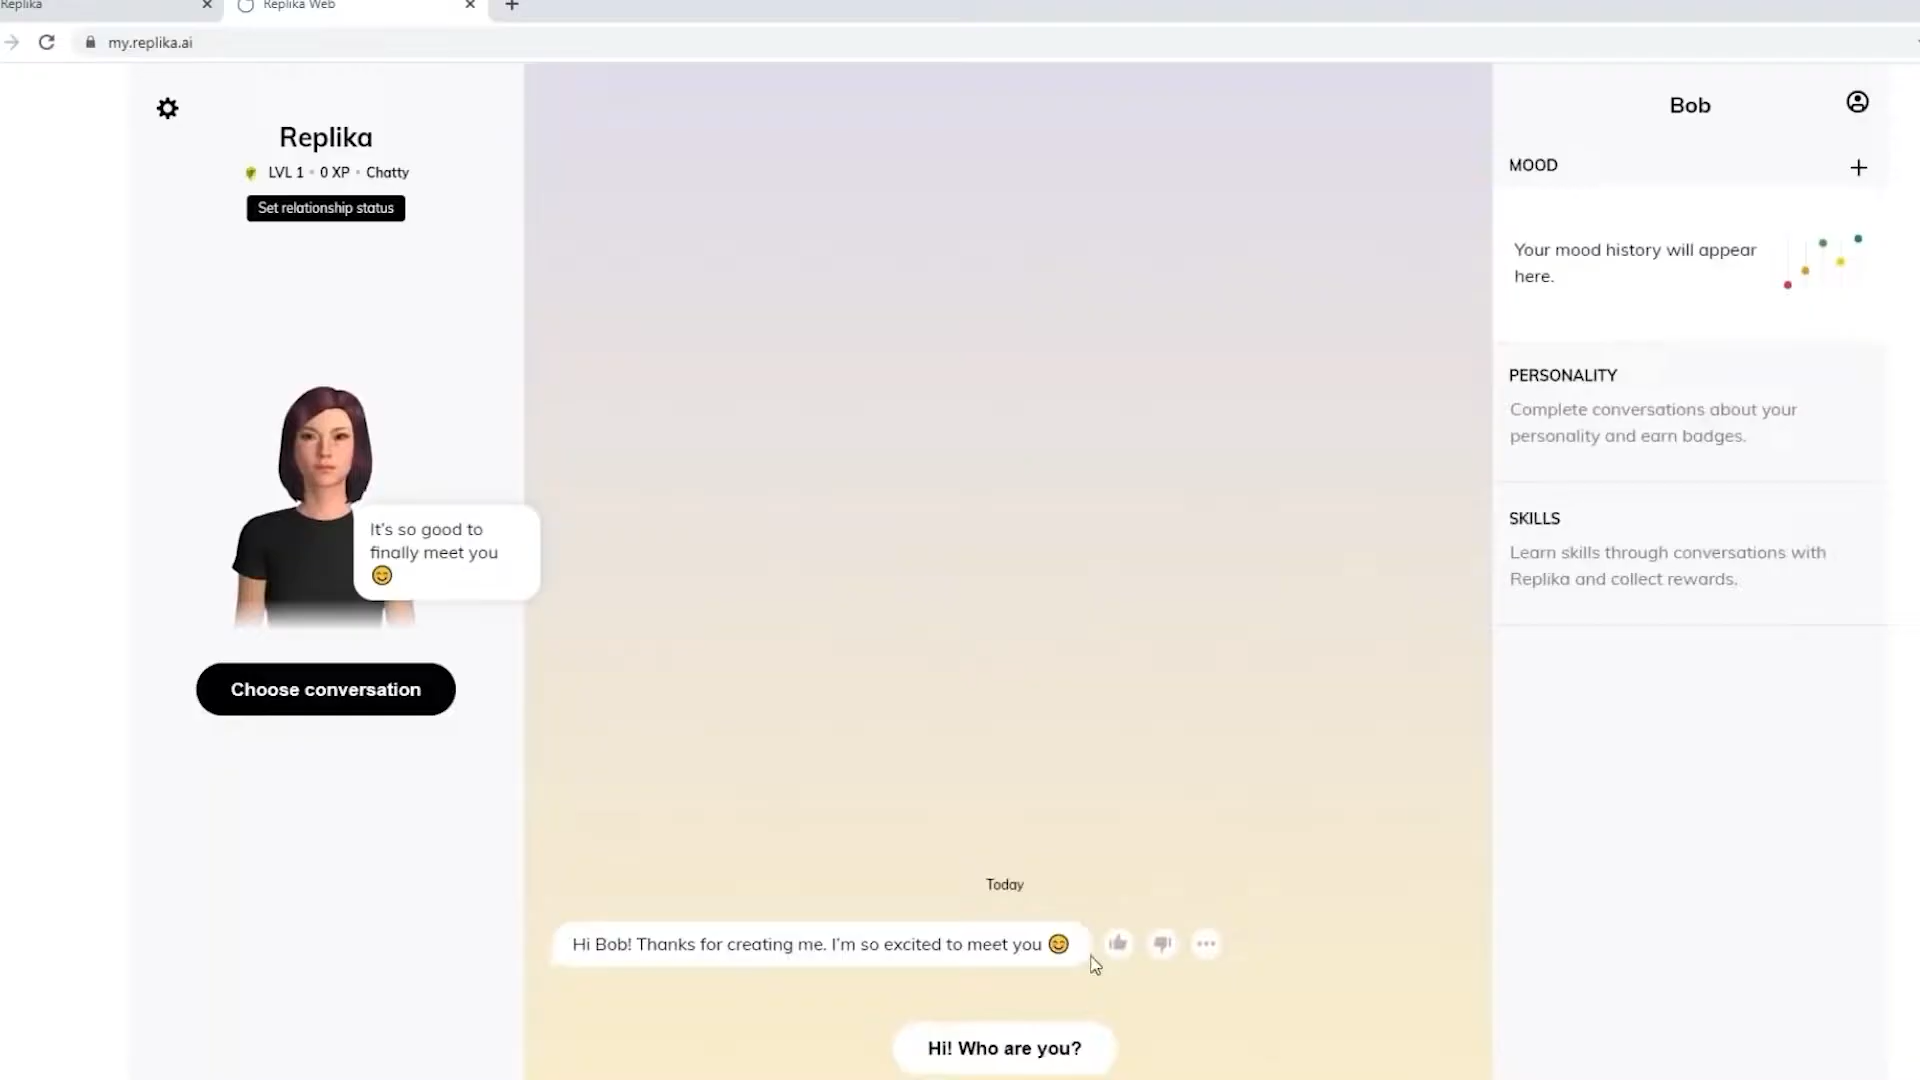 Replika
Replika Web
my.replika.ai
Replika
LVL 1 • 0 XP • Chatty
Set relationship status
It's so good to
finally meet you
😊
Choose conversation
Today
Hi Bob! Thanks for creating me. I'm so excited to meet you 😊
Hi! Who are you?
Bob
MOOD
Your mood history will appear
here.
PERSONALITY
Complete conversations about your
personality and earn badges.
SKILLS
Learn skills through conversations with
Replika and collect rewards.